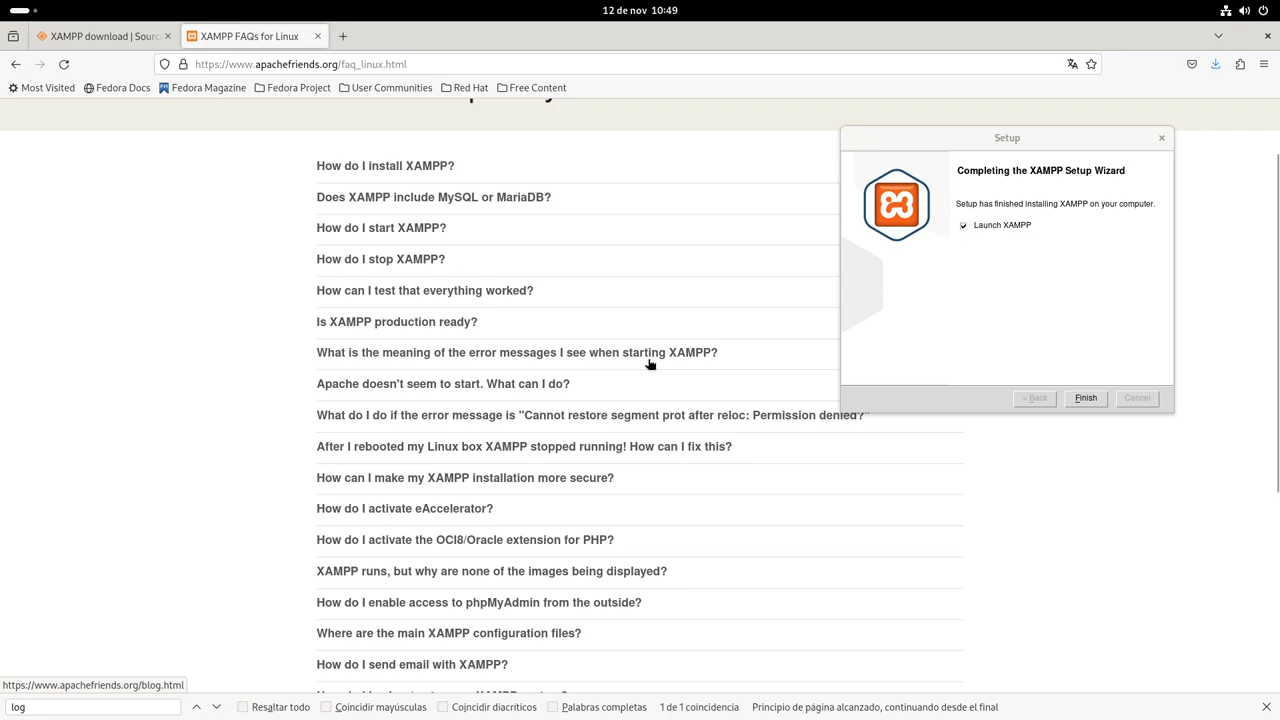 12 de nov 10:49
XAMPP download | Sourc
XAMPP FAQs for Linux
https://www.apachefriends.org/faq_linux.html
Most Visited
Fedora Docs
Fedora Magazine
Fedora Project
User Communities
Red Hat
Free Content
Setup
Completing the XAMPP Setup Wizard
Setup has finished installing XAMPP on your computer.
Launch XAMPP
< Back
Finish
Cancel
How do I install XAMPP?
Does XAMPP include MySQL or MariaDB?
How do I start XAMPP?
How do I stop XAMPP?
How can I test that everything worked?
Is XAMPP production ready?
What is the meaning of the error messages I see when starting XAMPP?
Apache doesn't seem to start. What can I do?
What do I do if the error message is "Cannot restore segment prot after reloc: Permission denied?"
After I rebooted my Linux box XAMPP stopped running! How can I fix this?
How can I make my XAMPP installation more secure?
How do I activate eAccelerator?
How do I activate the OCI8/Oracle extension for PHP?
XAMPP runs, but why are none of the images being displayed?
How do I enable access to phpMyAdmin from the outside?
Where are the main XAMPP configuration files?
How do I send email with XAMPP?
https://www.apachefriends.org/blog.html
log
Resaltar todo
Coincidir mayúsculas
Coincidir diacríticos
Palabras completas
1 de 1 coincidencia
Principio de página alcanzado, continuando desde el final